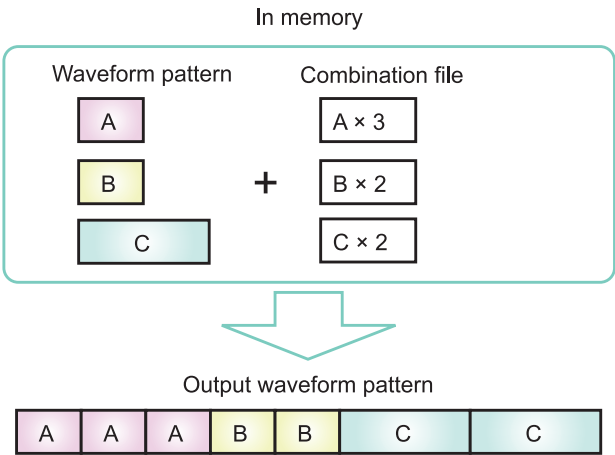 In memory
Waveform pattern Combination file
A A × 3
B + B × 2
C C × 2
Output waveform pattern
A A A B B C C